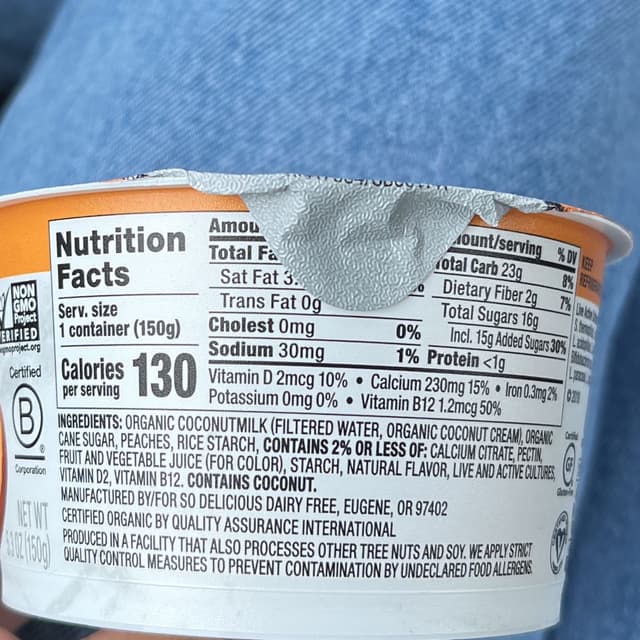 Nutrition
Facts
Serv. size
1 container (150g)
Calories
per serving
130
Total
Sat Fat
Trans Fat 0g
Cholest 0mg 0%
Sodium 30mg 1%
% DV
Carb 23g 8%
Dietary Fiber 2g 7%
Total Sugars 16g
Incl. 15g Added Sugars 30%
Protein <1g
Vitamin D 2mcg 10% • Calcium 230mg 15% • Iron 0.3mg 2%
Potassium 0mg 0% • Vitamin B12 1.2mcg 50%
INGREDIENTS: ORGANIC COCONUTMILK (FILTERED WATER, ORGANIC COCONUT CREAM), ORGANIC
CANE SUGAR, PEACHES, RICE STARCH, CONTAINS 2% OR LESS OF: CALCIUM CITRATE, PECTIN,
FRUIT AND VEGETABLE JUICE (FOR COLOR), STARCH, NATURAL FLAVOR, LIVE AND ACTIVE CULTURES,
VITAMIN D2, VITAMIN B12. CONTAINS COCONUT.
MANUFACTURED BY/FOR SO DELICIOUS DAIRY FREE, EUGENE, OR 97402
CERTIFIED ORGANIC BY QUALITY ASSURANCE INTERNATIONAL
PRODUCED IN A FACILITY THAT ALSO PROCESSES OTHER TREE NUTS AND SOY. WE APPLY STRICT
QUALITY CONTROL MEASURES TO PREVENT CONTAMINATION BY UNDECLARED FOOD ALLERGENS.
NON
GMO
Project
Certified
B
Corporation
NET WT
(150g)
KEEP
Certified
GF